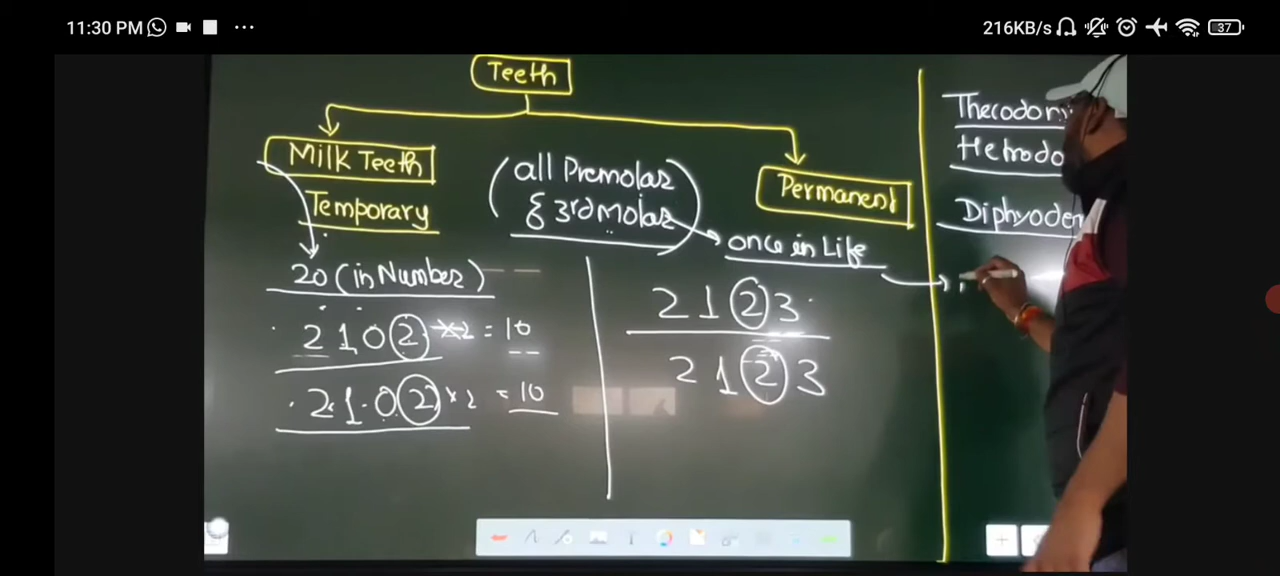 11:30 PM
216KB/s
37
Teeth
Milk Teeth
Temporary
20 (in Number)
2 1 0 2 ×2 = 10
2 1 0 2 ×2 = 10
(all Premolar
& 3rd Molar)
Permanent
once in Life
2 1 2 3
2 1 2 3
Thecodon
Hetrodo
Diphyoden